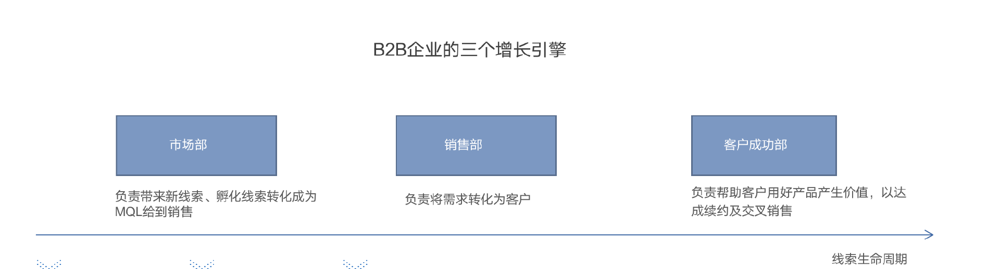 B2B企业的三个增长引擎
市场部
销售部
客户成功部
负责带来新线索、孵化线索转化成为
MQL给到销售
负责将需求转化为客户
负责帮助客户用好产品产生价值，以达
成续约及交叉销售
线索生命周期